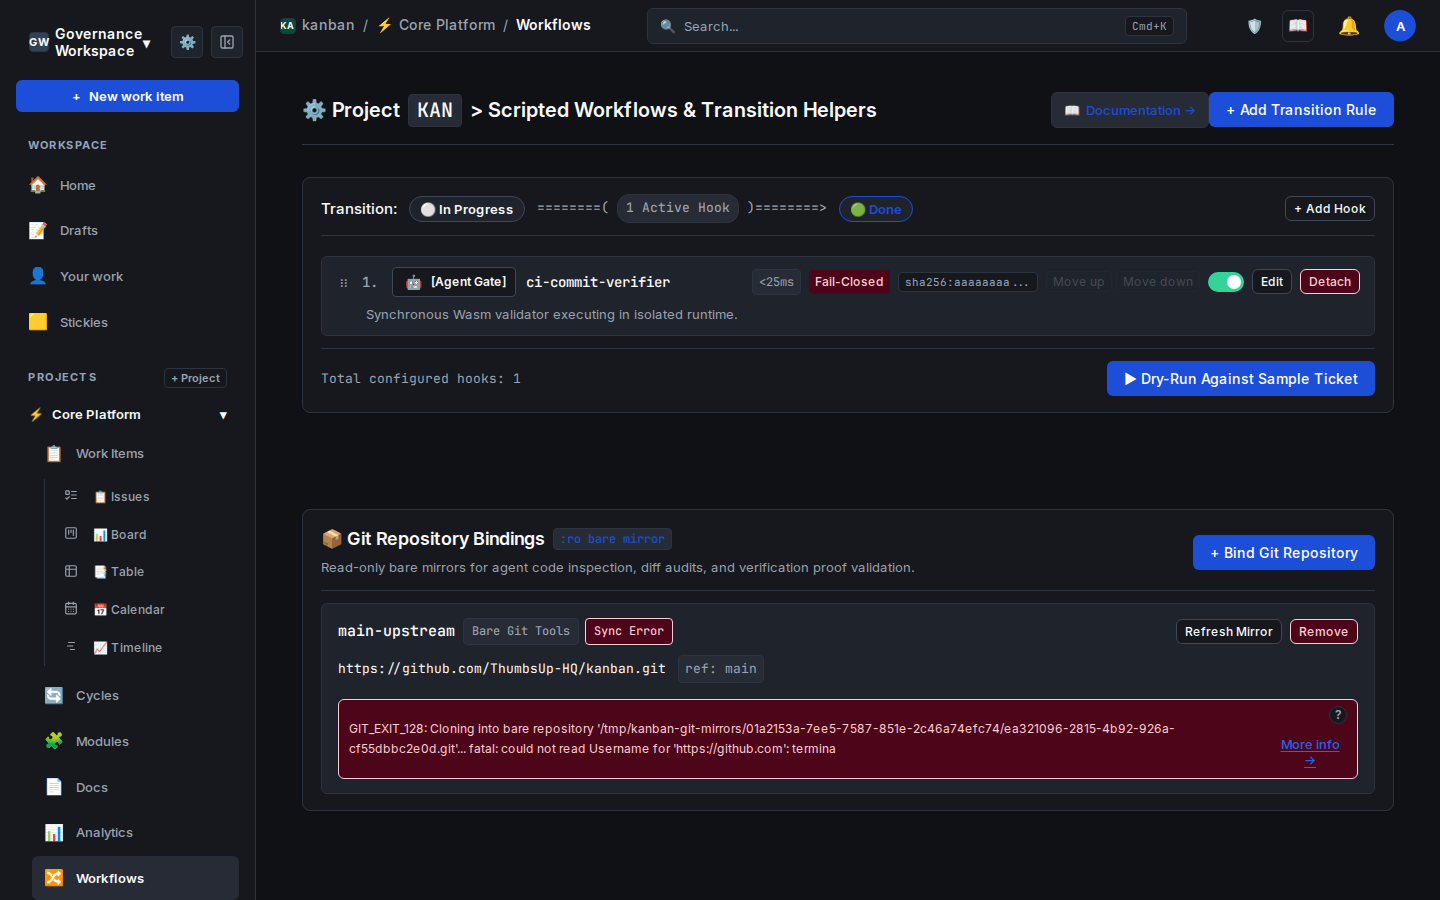 GW Governance Workspace ▾
+ New work item
WORKSPACE
Home
Drafts
Your work
Stickies
PROJECTS
+ Project
Core Platform ▾
Work Items
Issues
Board
Table
Calendar
Timeline
Cycles
Modules
Docs
Analytics
Workflows
KA kanban / ⚡ Core Platform / Workflows
Search...
Cmd+K
A
Project KAN > Scripted Workflows & Transition Helpers
Documentation →
+ Add Transition Rule
Transition: In Progress ========( 1 Active Hook )========> Done
+ Add Hook
1. [Agent Gate] ci-commit-verifier
<25ms Fail-Closed sha256:aaaaaaaa... Move up Move down Edit Detach
Synchronous Wasm validator executing in isolated runtime.
Total configured hooks: 1
▶ Dry-Run Against Sample Ticket
Git Repository Bindings :ro bare mirror
Read-only bare mirrors for agent code inspection, diff audits, and verification proof validation.
+ Bind Git Repository
main-upstream Bare Git Tools Sync Error
Refresh Mirror Remove
https://github.com/ThumbsUp-HQ/kanban.git ref: main
GIT_EXIT_128: Cloning into bare repository '/tmp/kanban-git-mirrors/01a2153a-7ee5-7587-851e-2c46a74efc74/ea321096-2815-4b92-926a-
cf55dbbc2e0d.git'... fatal: could not read Username for 'https://github.com': termina
?
More info
→